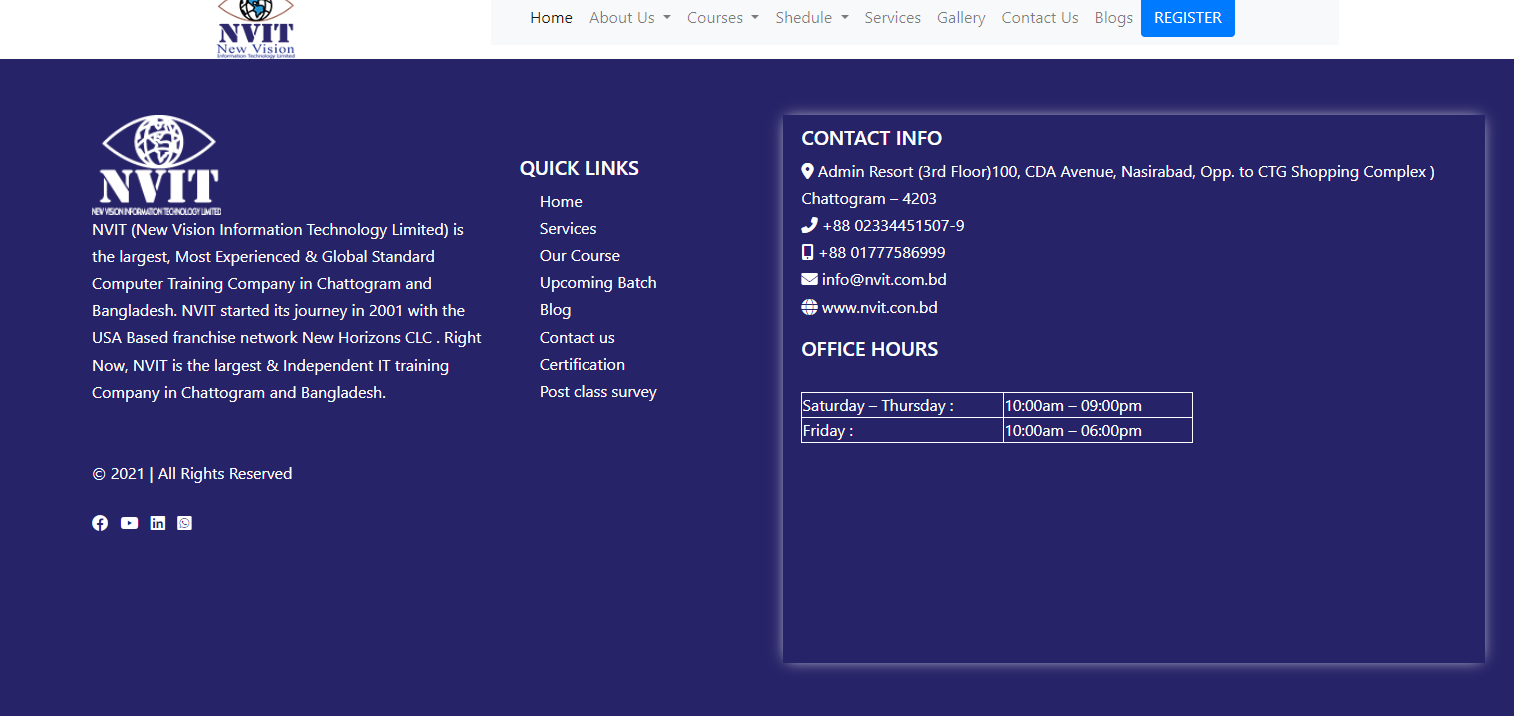 NVIT
New Vision
Information Technology Limited
Home About Us Courses Shedule Services Gallery Contact Us Blogs REGISTER
NVIT
NEW VISION INFORMATION TECHNOLOGY LIMITED
NVIT (New Vision Information Technology Limited) is
the largest, Most Experienced & Global Standard
Computer Training Company in Chattogram and
Bangladesh. NVIT started its journey in 2001 with the
USA Based franchise network New Horizons CLC . Right
Now, NVIT is the largest & Independent IT training
Company in Chattogram and Bangladesh.
© 2021 | All Rights Reserved
QUICK LINKS
Home
Services
Our Course
Upcoming Batch
Blog
Contact us
Certification
Post class survey
CONTACT INFO
Admin Resort (3rd Floor)100, CDA Avenue, Nasirabad, Opp. to CTG Shopping Complex )
Chattogram – 4203
+88 02334451507-9
+88 01777586999
info@nvit.com.bd
www.nvit.con.bd
OFFICE HOURS
Saturday – Thursday : 10:00am – 09:00pm
Friday : 10:00am – 06:00pm